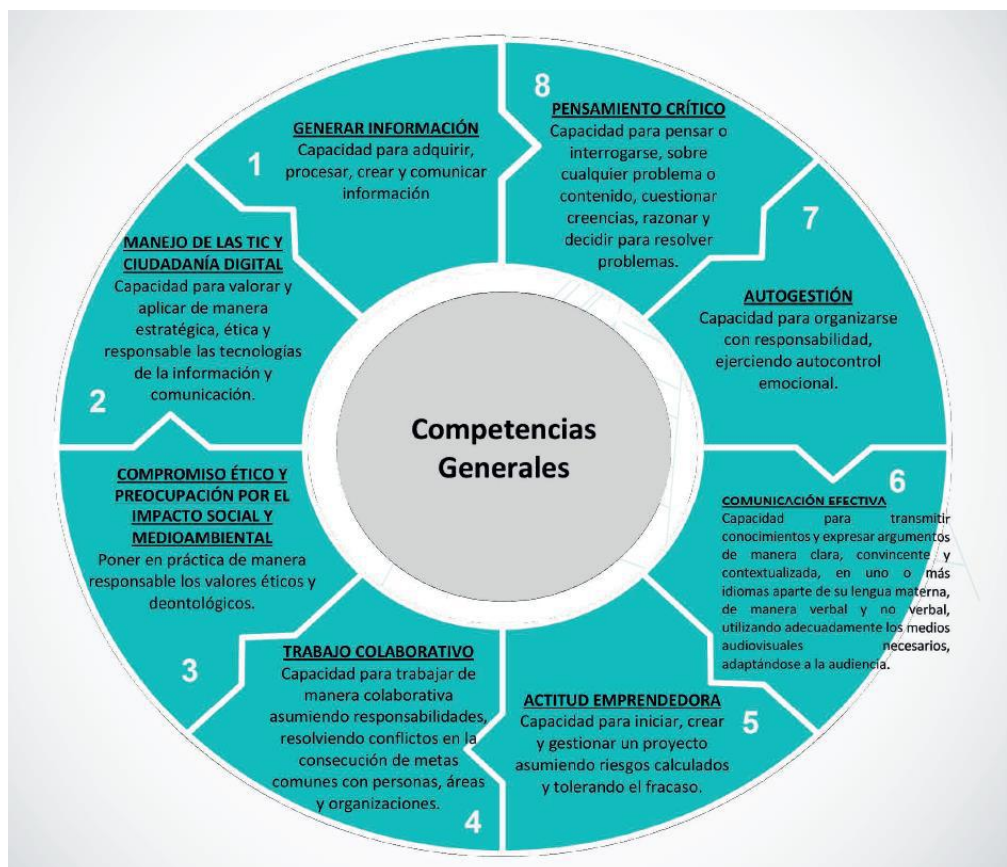 Competencias
Generales
1
GENERAR INFORMACIÓN
Capacidad para adquirir,
procesar, crear y comunicar
información
2
MANEJO DE LAS TIC Y
CIUDADANÍA DIGITAL
Capacidad para valorar y
aplicar de manera
estratégica, ética y
responsable las tecnologías
de la información y
comunicación.
3
COMPROMISO ÉTICO Y
PREOCUPACIÓN POR EL
IMPACTO SOCIAL Y
MEDIOAMBIENTAL
Poner en práctica de manera
responsable los valores éticos y
deontológicos.
4
TRABAJO COLABORATIVO
Capacidad para trabajar de
manera colaborativa
asumiendo responsabilidades,
resolviendo conflictos en la
consecución de metas
comunes con personas, áreas
y organizaciones.
5
ACTITUD EMPRENDEDORA
Capacidad para iniciar, crear
y gestionar un proyecto
asumiendo riesgos calculados
y tolerando el fracaso.
6
COMUNICACIÓN EFECTIVA
Capacidad para transmitir
conocimientos y expresar argumentos
de manera clara, convincente y
contextualizada, en uno o más
idiomas aparte de su lengua materna,
de manera verbal y no verbal,
utilizando adecuadamente los medios
audiovisuales necesarios,
adaptándose a la audiencia.
7
AUTOGESTIÓN
Capacidad para organizarse
con responsabilidad,
ejerciendo autocontrol
emocional.
8
PENSAMIENTO CRÍTICO
Capacidad para pensar o
interrogarse, sobre
cualquier problema o
contenido, cuestionar
creencias, razonar y
decidir para resolver
problemas.